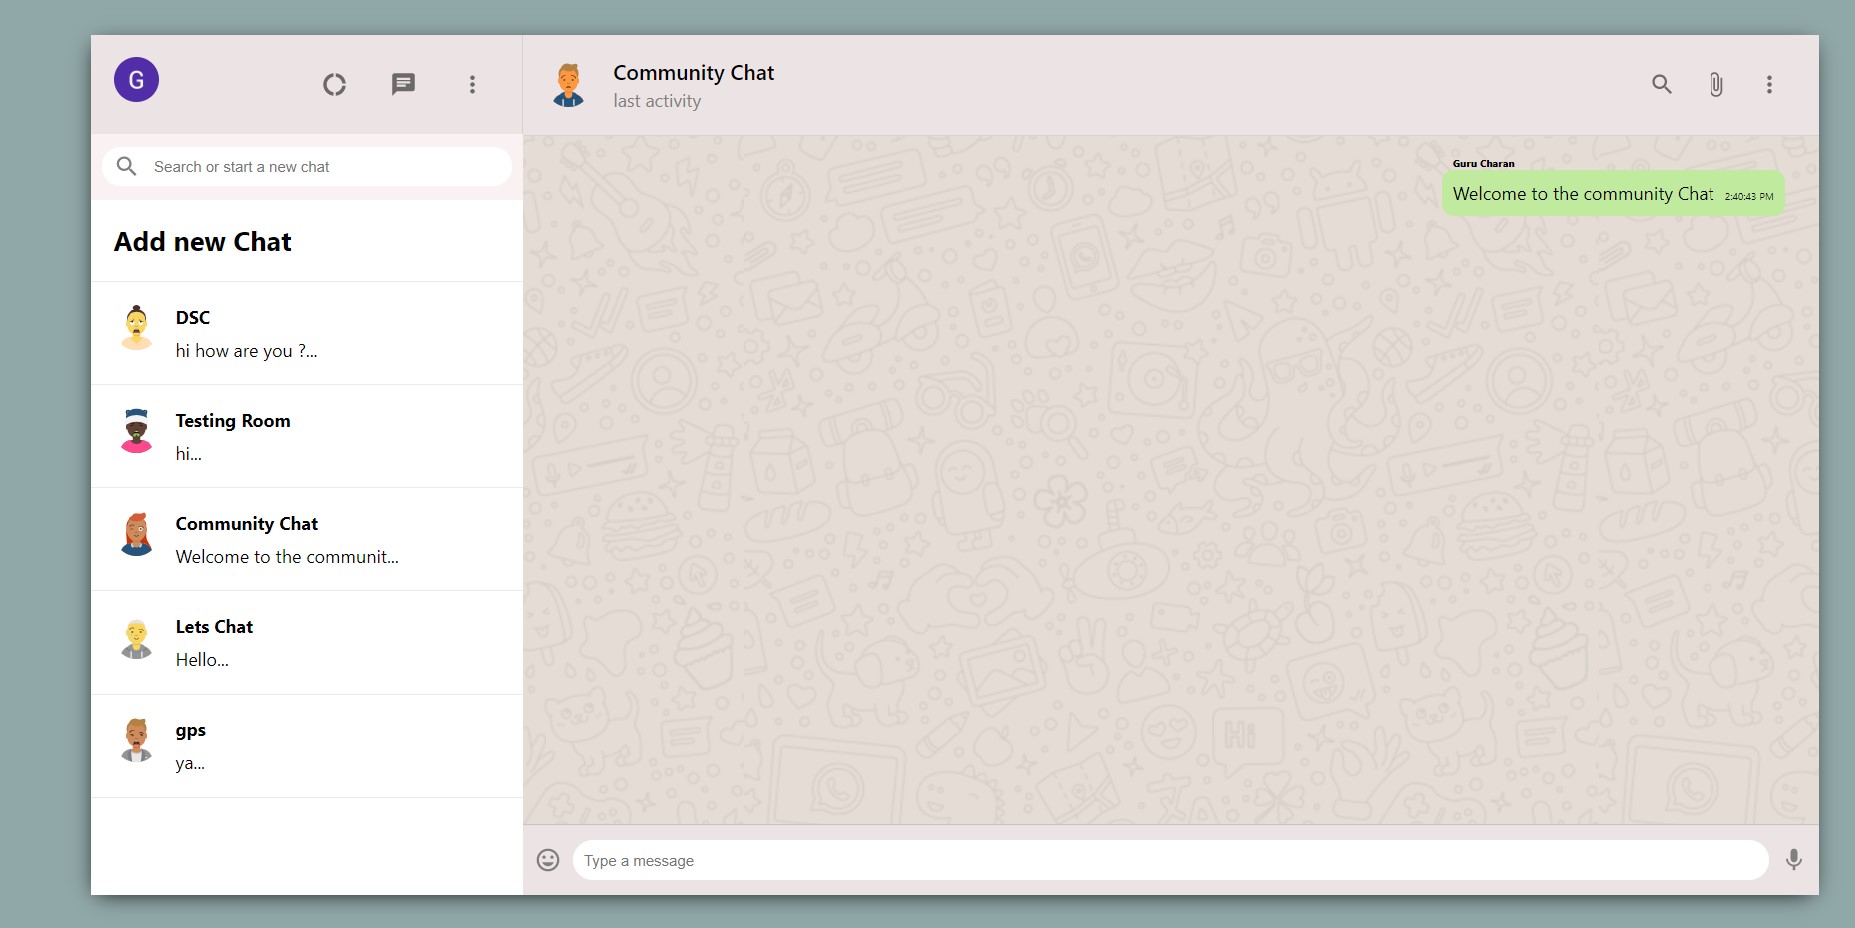 G
Search or start a new chat
Add new Chat
DSC
hi how are you ?...
Testing Room
hi...
Community Chat
Welcome to the communit...
Lets Chat
Hello...
gps
ya...
Community Chat
last activity
Guru Charan
Welcome to the community Chat 2:40:43 PM
Hi
Type a message